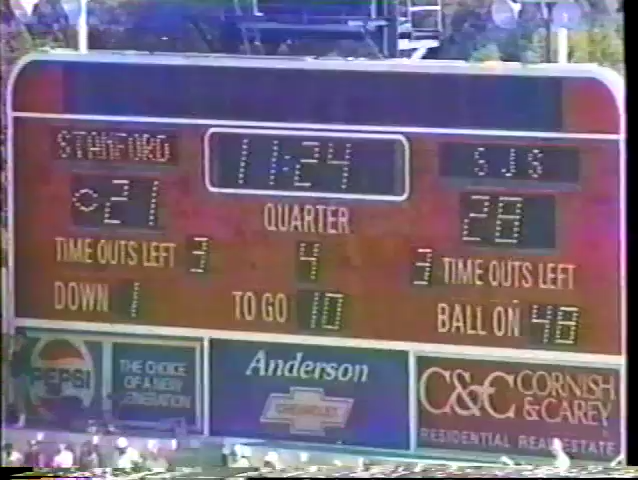 STANFORD 11:24 SJS
<21 QUARTER 28
TIME OUTS LEFT 3 4 3 TIME OUTS LEFT
DOWN 1 TO GO 10 BALL ON 48
PEPSI
THE CHOICE
OF A NEW
GENERATION
Anderson
CHEVROLET
C&C CORNISH
& CAREY
RESIDENTIAL REAL ESTATE